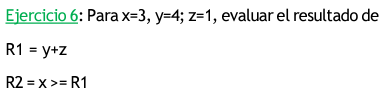 Ejercicio 6: Para x=3, y=4; z=1, evaluar el resultado de
R1 = y+z
R2 = x >= R1